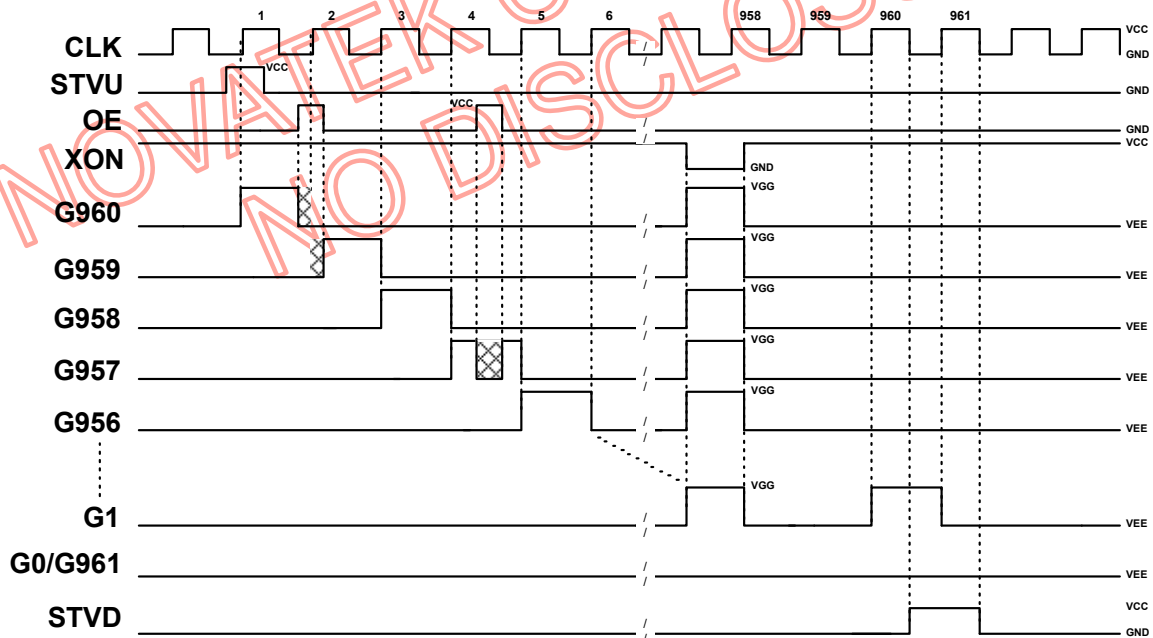 1 2 3 4 5 6 958 959 960 961
CLK VCC
GND
STVU VCC GND
OE VCC GND
XON VCC
GND
G960 VGG VEE
G959 VGG VEE
G958 VGG VEE
G957 VGG VEE
G956 VGG VEE
G1 VGG VEE
G0/G961 VEE
STVD VCC
GND
NOVATEK
NO DISCLOS